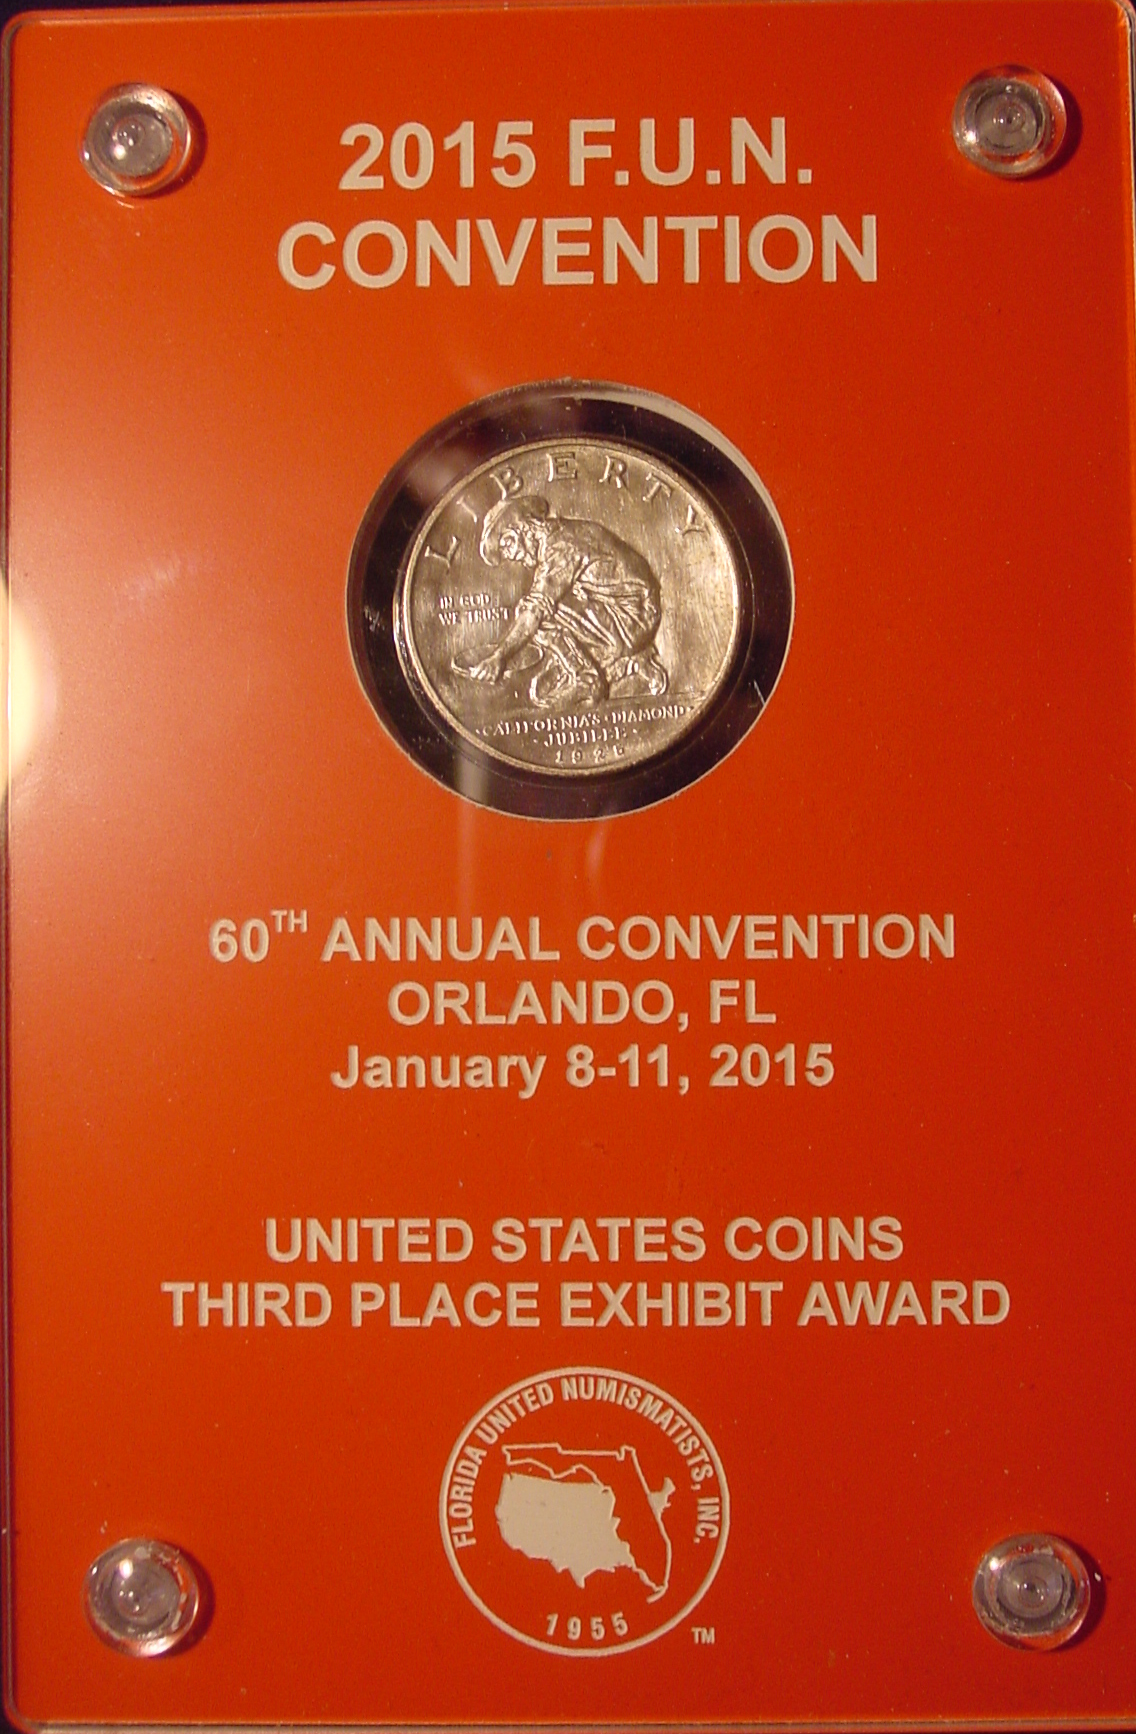 2015 F.U.N.
CONVENTION
LIBERTY
IN GOD
WE TRUST
·CALIFORNIA'S·DIAMOND·
·JUBILEE·
1925
60TH ANNUAL CONVENTION
ORLANDO, FL
January 8-11, 2015
UNITED STATES COINS
THIRD PLACE EXHIBIT AWARD
FLORIDA UNITED NUMISMATISTS, INC.
1955
TM